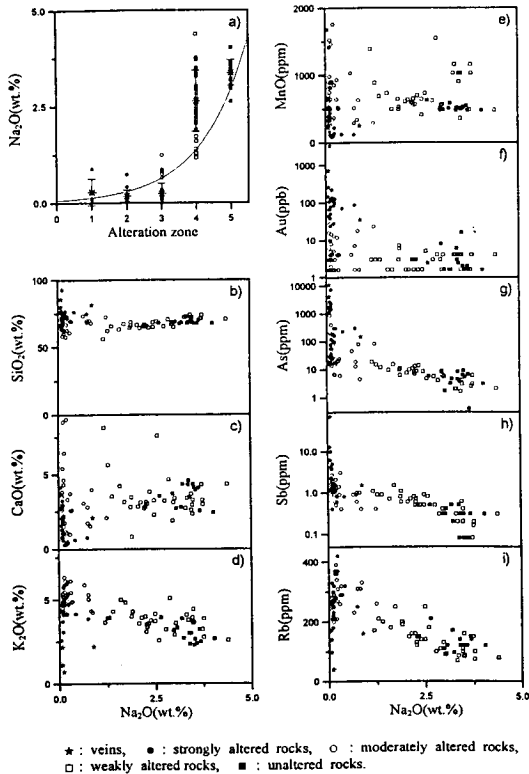 a)
Na₂O(wt.%)
5.0
2.5
0.0
0 1 2 3 4 5
Alteration zone
b)
SiO₂(wt.%)
100
75
50
0
c)
CaO(wt.%)
5
0
d)
K₂O(wt.%)
5
0
0.0 2.5 5.0
Na₂O(wt.%)
e)
MnO(ppm)
2000
1000
0
f)
Au(ppb)
1000
100
10
1
g)
As(ppm)
10000
1000
100
10
1
h)
Sb(ppm)
10.0
1.0
0.1
i)
Rb(ppm)
400
200
0
0.0 2.5 5.0
Na₂O(wt.%)
★ : veins, ● : strongly altered rocks, ○ : moderately altered rocks,
□ : weakly altered rocks, ■ : unaltered rocks.